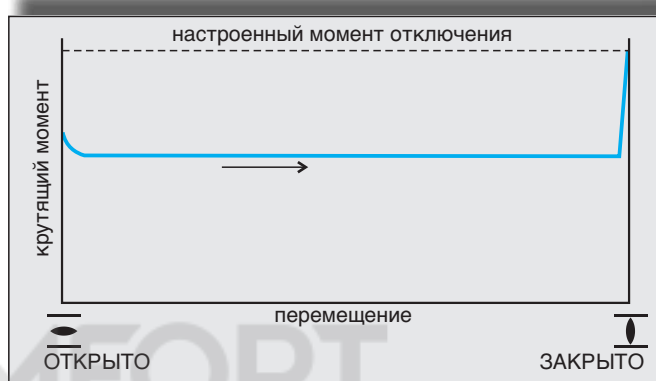 настроенный момент отключения
крутящий момент
перемещение
ОТКРЫТО
ЗАКРЫТО